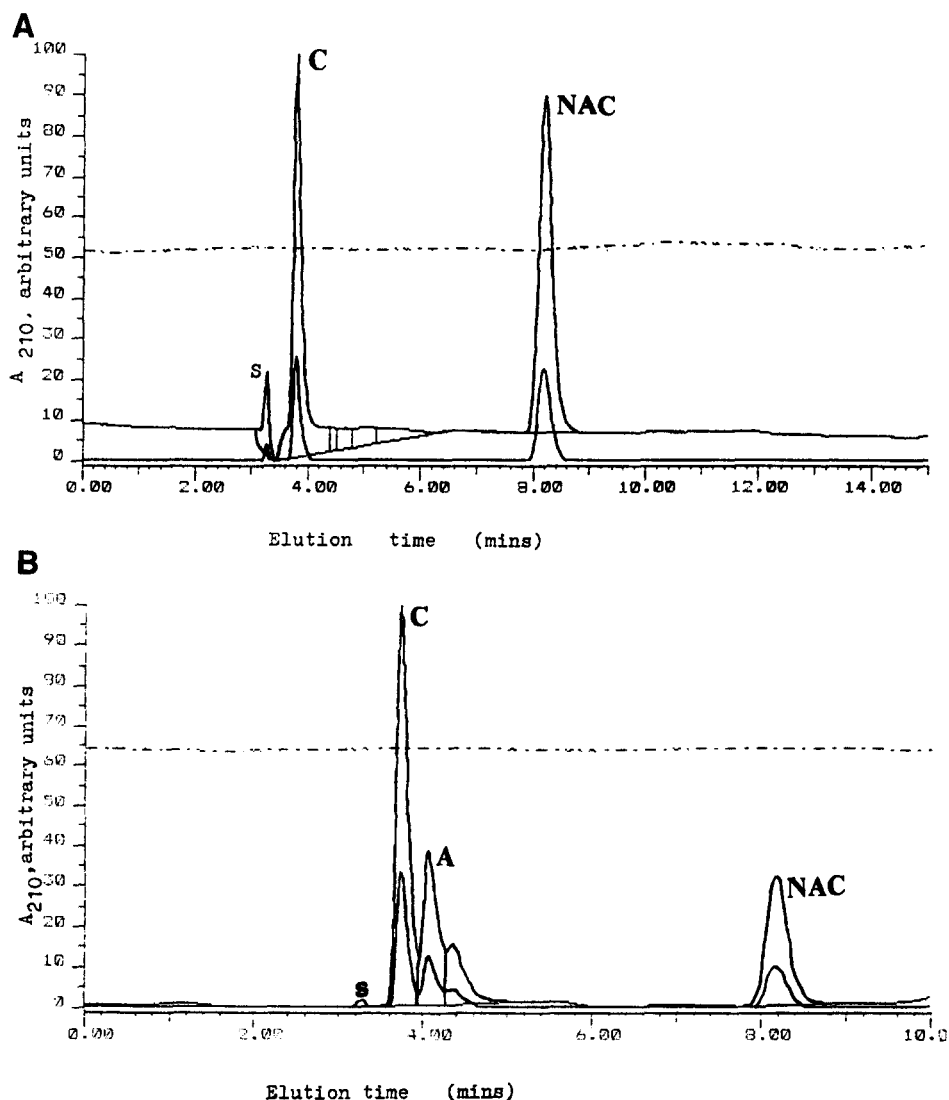 A
100
C
90
NAC
80
70
60
50
40
30
20
S
10
0
A 210, arbitrary units
0.00 2.00 4.00 6.00 8.00 10.00 12.00 14.00
Elution time (mins)
B
100
C
90
80
70
60
50
40
A
30
NAC
20
10
S
0
A210, arbitrary units
0.00 2.00 4.00 6.00 8.00 10.0
Elution time (mins)